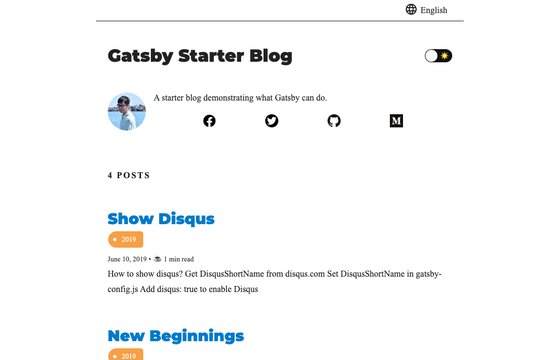 English
Gatsby Starter Blog
A starter blog demonstrating what Gatsby can do.
4 POSTS
Show Disqus
2019
June 10, 2019 • ☕ 1 min read
How to show disqus? Get DisqusShortName from disqus.com Set DisqusShortName in gatsby-
config.js Add disqus: true to enable Disqus
New Beginnings
2019